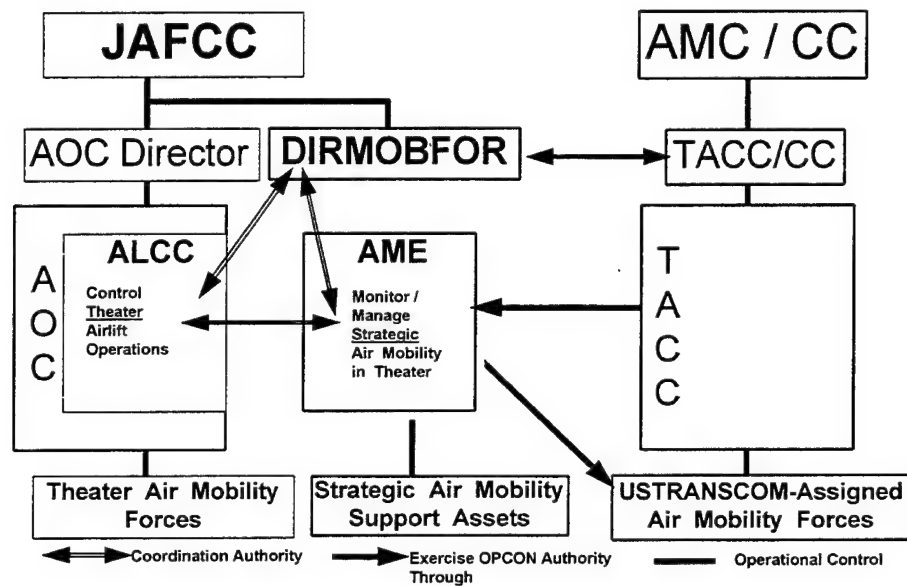 JAFCC
AMC / CC
AOC Director
DIRMOBFOR
TACC/CC
AOC
ALCC
Control
Theater
Airlift
Operations
AME
Monitor /
Manage
Strategic
Air Mobility
in Theater
TACC
Theater Air Mobility
Forces
Strategic Air Mobility
Support Assets
USTRANSCOM-Assigned
Air Mobility Forces
Coordination Authority
Exercise OPCON Authority
Through
Operational Control